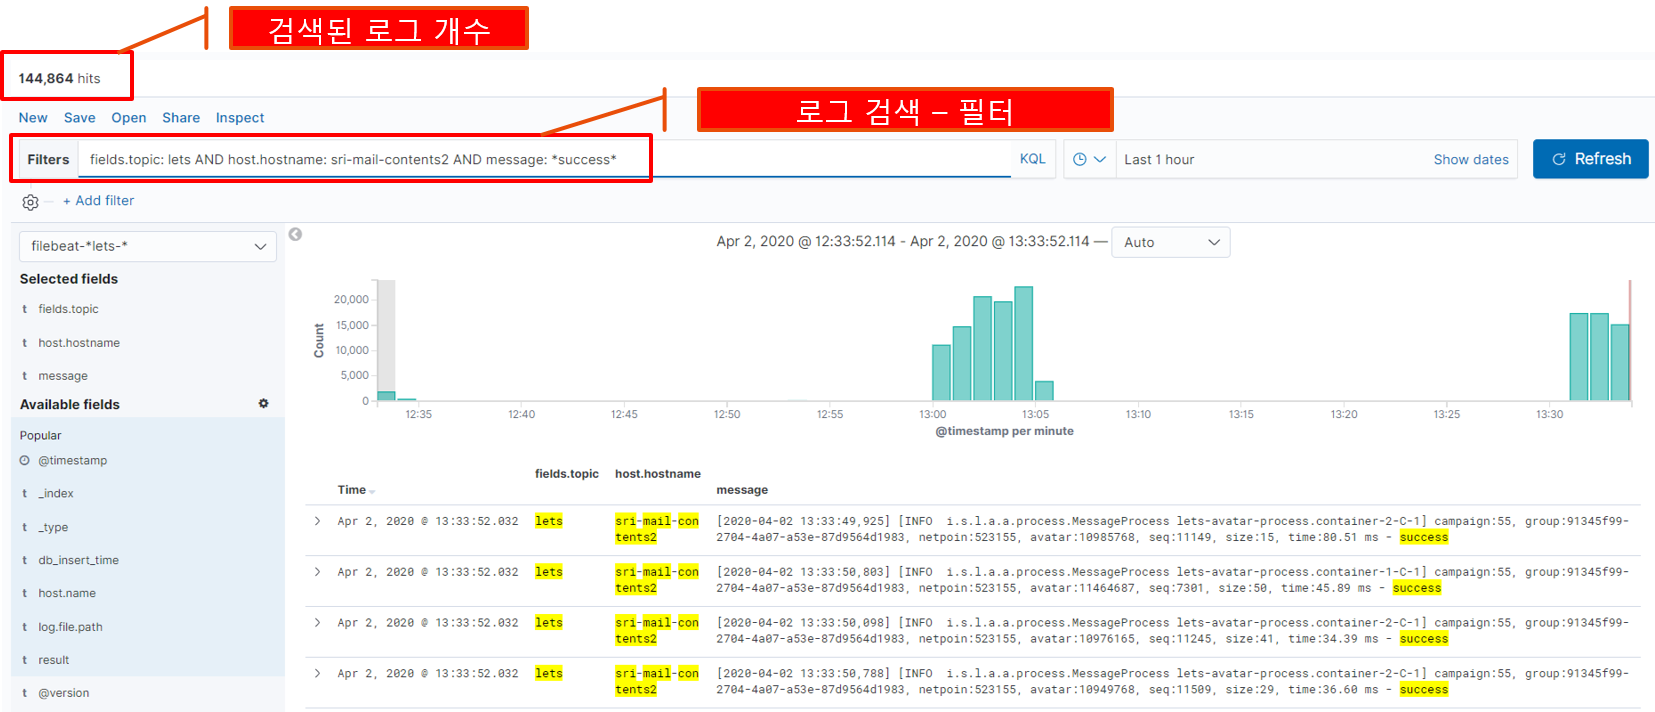 검색된 로그 개수
144,864 hits
로그 검색 – 필터
New Save Open Share Inspect
Filters fields.topic: lets AND host.hostname: sri-mail-contents2 AND message: *success* KQL Last 1 hour Show dates Refresh
+ Add filter
filebeat-*lets-*
Apr 2, 2020 @ 12:33:52.114 - Apr 2, 2020 @ 13:33:52.114 — Auto
Selected fields
t fields.topic
t host.hostname
t message
Available fields
Popular
@timestamp
t _index
t _type
t db_insert_time
t host.name
t log.file.path
t result
t @version
Count
20,000
15,000
10,000
5,000
0
12:35 12:40 12:45 12:50 12:55 13:00 13:05 13:10 13:15 13:20 13:25 13:30
@timestamp per minute
Time fields.topic host.hostname message
Apr 2, 2020 @ 13:33:52.032 lets sri-mail-con [2020-04-02 13:33:49,925] [INFO i.s.l.a.a.process.MessageProcess lets-avatar-process.container-2-C-1] campaign:55, group:91345f99-
tents2 2704-4a07-a53e-87d9564d1983, netpoin:523155, avatar:10985768, seq:11149, size:15, time:80.51 ms - success
Apr 2, 2020 @ 13:33:52.032 lets sri-mail-con [2020-04-02 13:33:50,803] [INFO i.s.l.a.a.process.MessageProcess lets-avatar-process.container-1-C-1] campaign:55, group:91345f99-
tents2 2704-4a07-a53e-87d9564d1983, netpoin:523155, avatar:11464687, seq:7301, size:50, time:45.89 ms - success
Apr 2, 2020 @ 13:33:52.032 lets sri-mail-con [2020-04-02 13:33:50,098] [INFO i.s.l.a.a.process.MessageProcess lets-avatar-process.container-2-C-1] campaign:55, group:91345f99-
tents2 2704-4a07-a53e-87d9564d1983, netpoin:523155, avatar:10976165, seq:11245, size:41, time:34.39 ms - success
Apr 2, 2020 @ 13:33:52.032 lets sri-mail-con [2020-04-02 13:33:50,788] [INFO i.s.l.a.a.process.MessageProcess lets-avatar-process.container-2-C-1] campaign:55, group:91345f99-
tents2 2704-4a07-a53e-87d9564d1983, netpoin:523155, avatar:10949768, seq:11509, size:29, time:36.60 ms - success